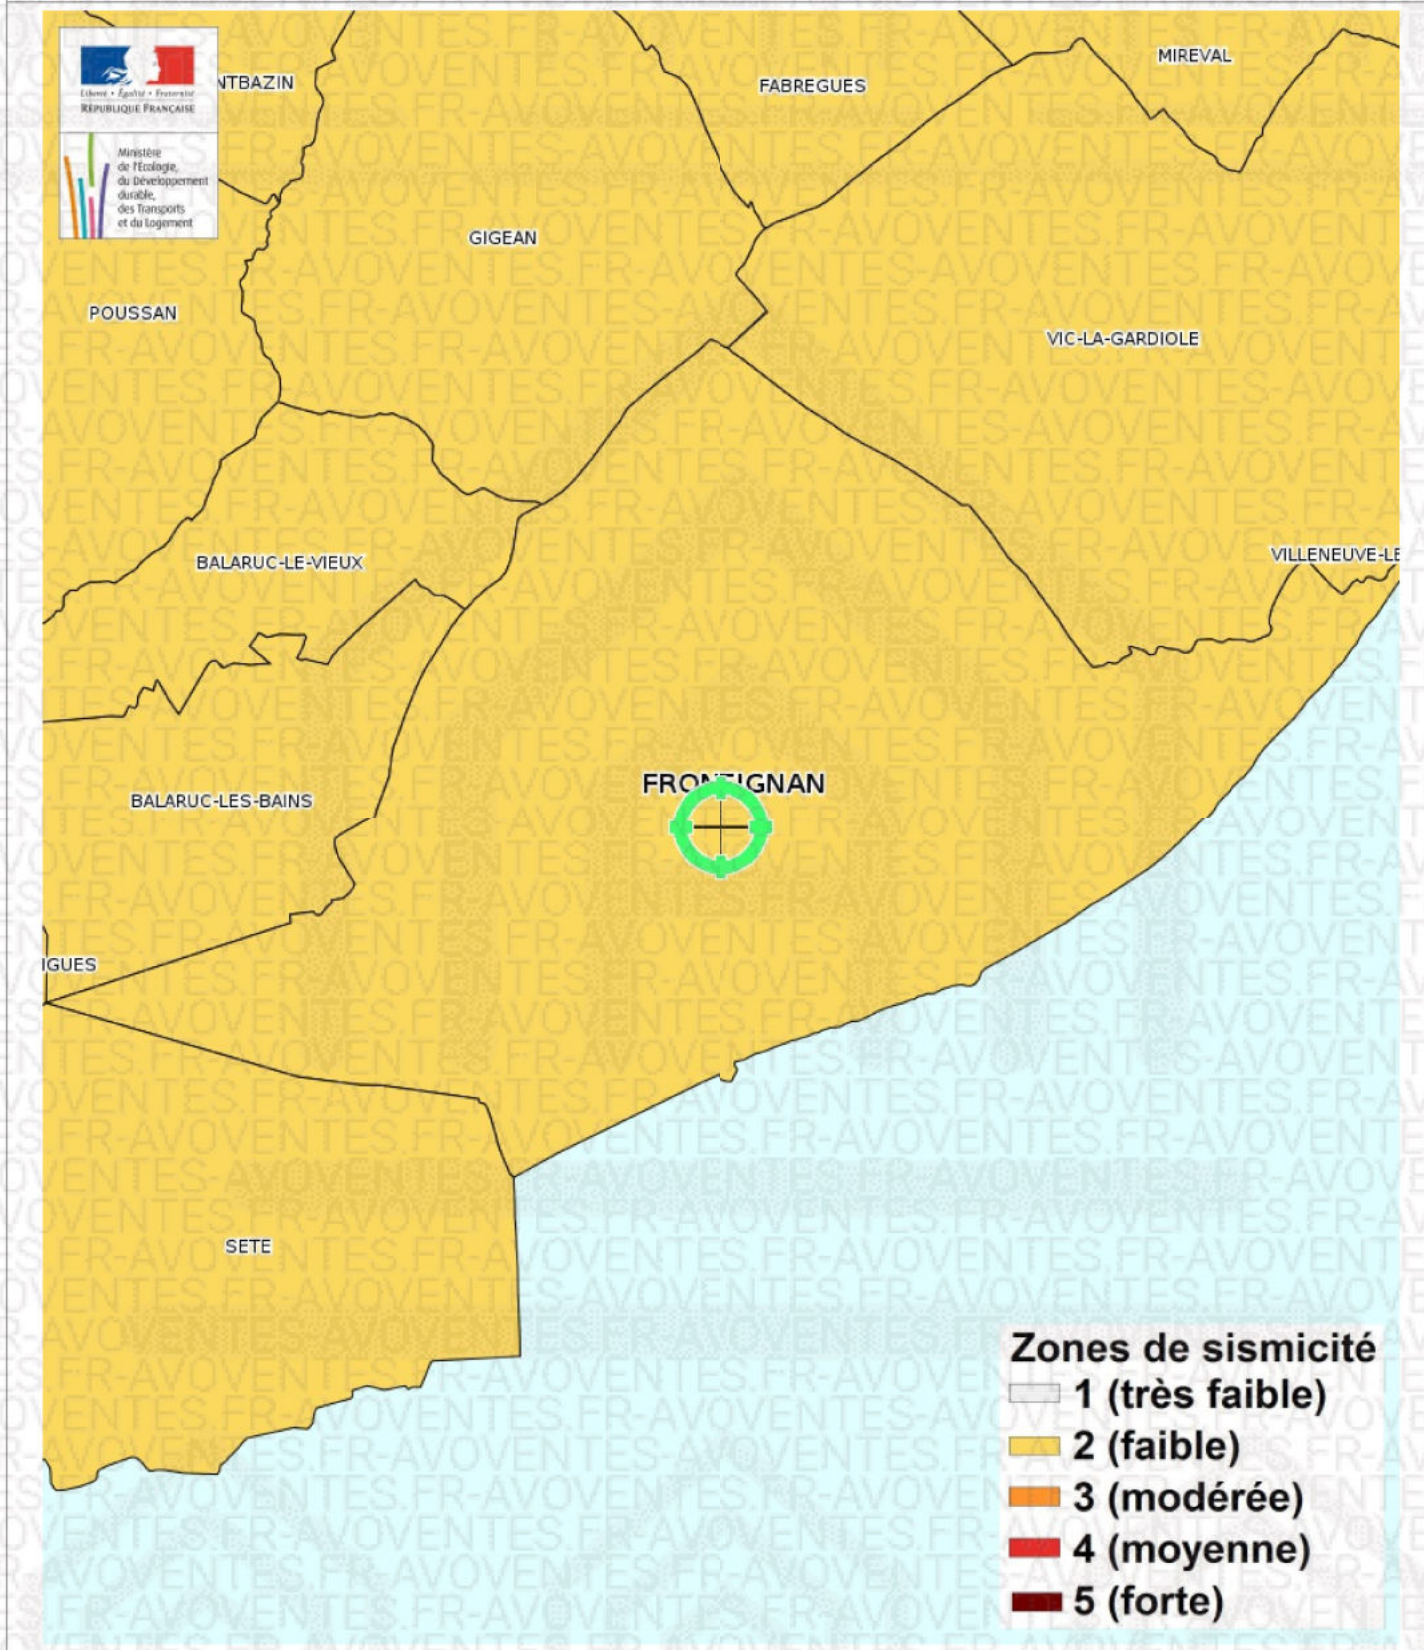 Liberté • Égalité • Fraternité
RÉPUBLIQUE FRANÇAISE
Ministère
de l'Ecologie,
du Développement
durable,
des Transports
et du Logement
NTBAZIN
FABREGUES
MIREVAL
GIGEAN
POUSSAN
VIC-LA-GARDIOLE
BALARUC-LE-VIEUX
VILLENEUVE-LE
FRONTIGNAN
BALARUC-LES-BAINS
IGUES
SETE
Zones de sismicité
1 (très faible)
2 (faible)
3 (modérée)
4 (moyenne)
5 (forte)